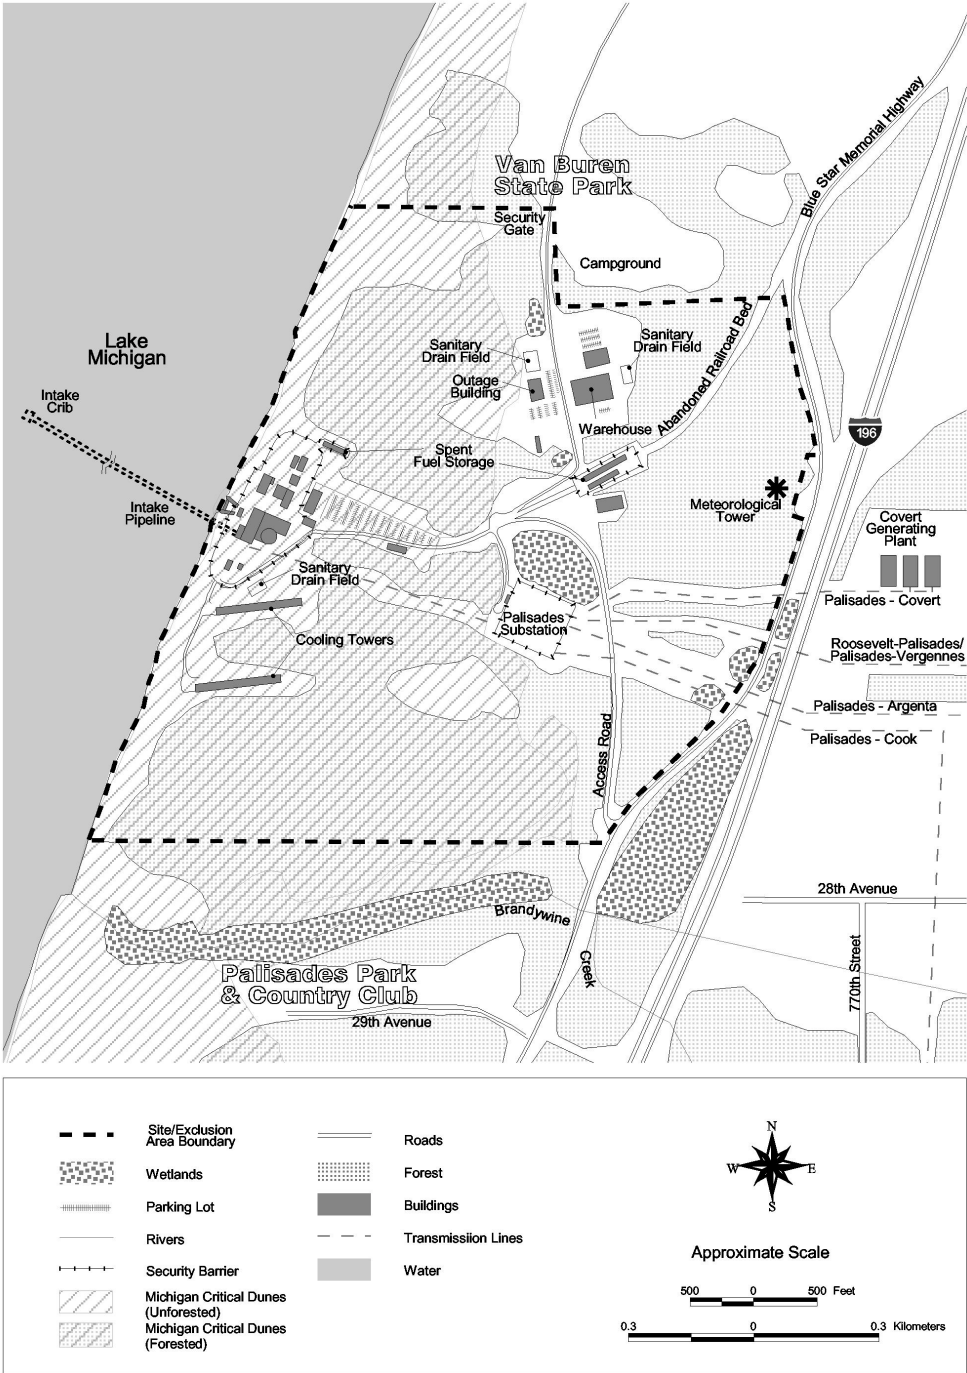 Blue Star Memorial Highway
Van Buren
State Park
Security
Gate
Campground
Lake
Michigan
Sanitary
Drain Field
Sanitary
Drain Field
Abandoned Railroad Bed
Outage
Building
Intake
Crib
Warehouse
196
Spent
Fuel Storage
Intake
Pipeline
Meteorological
Tower
Covert
Generating
Plant
Sanitary
Drain Field
Palisades - Covert
Palisades
Substation
Cooling Towers
Roosevelt-Palisades/
Palisades-Vergennes
Palisades - Argenta
Palisades - Cook
Access Road
28th Avenue
Brandywine
Creek
770th Street
Palisades Park
& Country Club
29th Avenue
Site/Exclusion
Area Boundary
Wetlands
Parking Lot
Rivers
Security Barrier
Michigan Critical Dunes
(Unforested)
Michigan Critical Dunes
(Forested)
Roads
Forest
Buildings
Transmisiion Lines
Water
N
W E
S
Approximate Scale
500 0 500 Feet
0.3 0 0.3 Kilometers